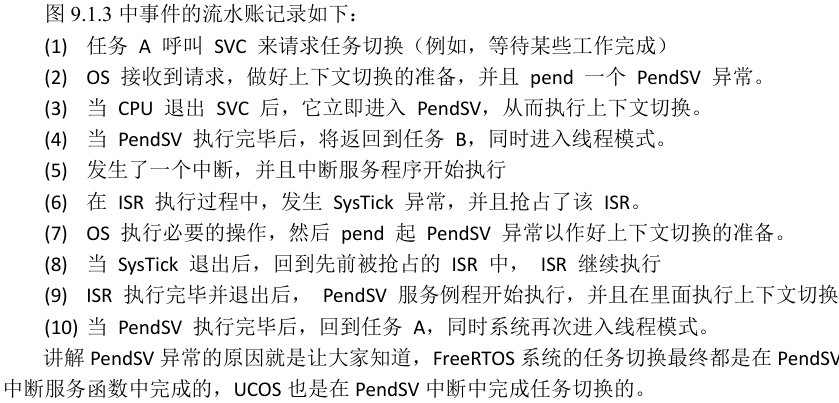 图 9.1.3 中事件的流水账记录如下：
(1) 任务 A 呼叫 SVC 来请求任务切换（例如，等待某些工作完成）
(2) OS 接收到请求，做好上下文切换的准备，并且 pend 一个 PendSV 异常。
(3) 当 CPU 退出 SVC 后，它立即进入 PendSV，从而执行上下文切换。
(4) 当 PendSV 执行完毕后，将返回到任务 B，同时进入线程模式。
(5) 发生了一个中断，并且中断服务程序开始执行
(6) 在 ISR 执行过程中，发生 SysTick 异常，并且抢占了该 ISR。
(7) OS 执行必要的操作，然后 pend 起 PendSV 异常以作好上下文切换的准备。
(8) 当 SysTick 退出后，回到先前被抢占的 ISR 中， ISR 继续执行
(9) ISR 执行完毕并退出后， PendSV 服务例程开始执行，并且在里面执行上下文切换
(10) 当 PendSV 执行完毕后，回到任务 A，同时系统再次进入线程模式。
讲解 PendSV 异常的原因就是让大家知道，FreeRTOS 系统的任务切换最终都是在 PendSV
中断服务函数中完成的，UCOS 也是在 PendSV 中断中完成任务切换的。